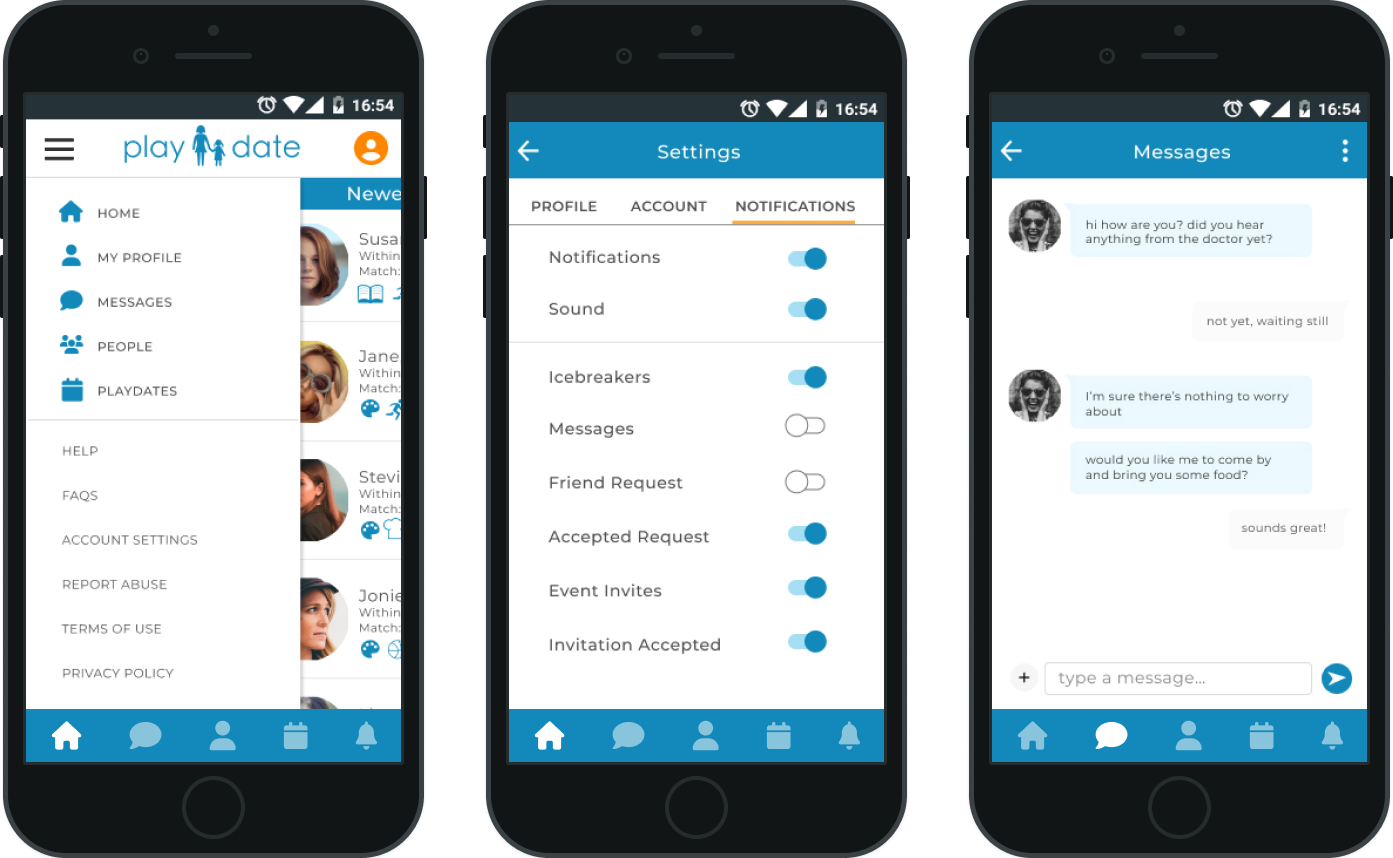 16:54
play date
HOME
MY PROFILE
MESSAGES
PEOPLE
PLAYDATES
HELP
FAQS
ACCOUNT SETTINGS
REPORT ABUSE
TERMS OF USE
PRIVACY POLICY
Newe
Susa
Within
Match:
Jane
Within
Match:
Stevi
Within
Match:
Jonie
Within
Match:
16:54
Settings
PROFILE ACCOUNT NOTIFICATIONS
Notifications
Sound
Icebreakers
Messages
Friend Request
Accepted Request
Event Invites
Invitation Accepted
16:54
Messages
hi how are you? did you hear
anything from the doctor yet?
not yet, waiting still
I'm sure there's nothing to worry
about
would you like me to come by
and bring you some food?
sounds great!
+ type a message...